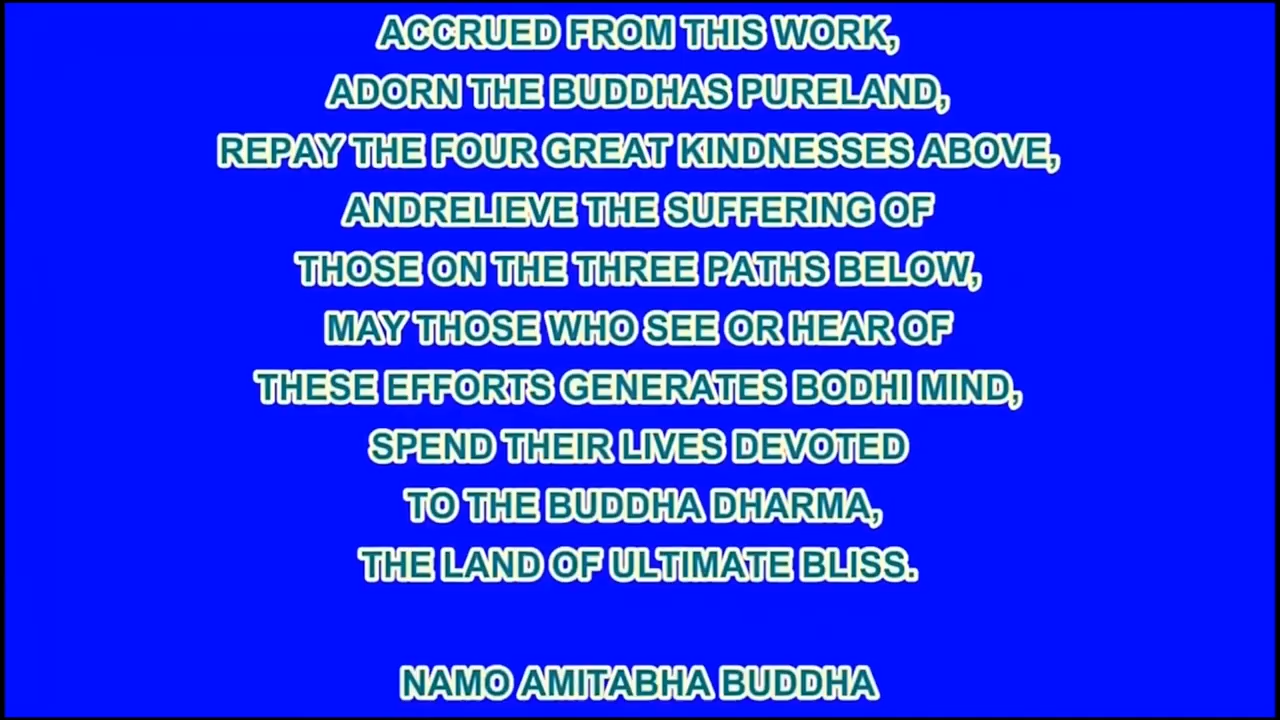 ACCRUED FROM THIS WORK,
ADORN THE BUDDHAS PURELAND,
REPAY THE FOUR GREAT KINDNESSES ABOVE,
ANDRELIEVE THE SUFFERING OF
THOSE ON THE THREE PATHS BELOW,
MAY THOSE WHO SEE OR HEAR OF
THESE EFFORTS GENERATES BODHI MIND,
SPEND THEIR LIVES DEVOTED
TO THE BUDDHA DHARMA,
THE LAND OF ULTIMATE BLISS.
NAMO AMITABHA BUDDHA